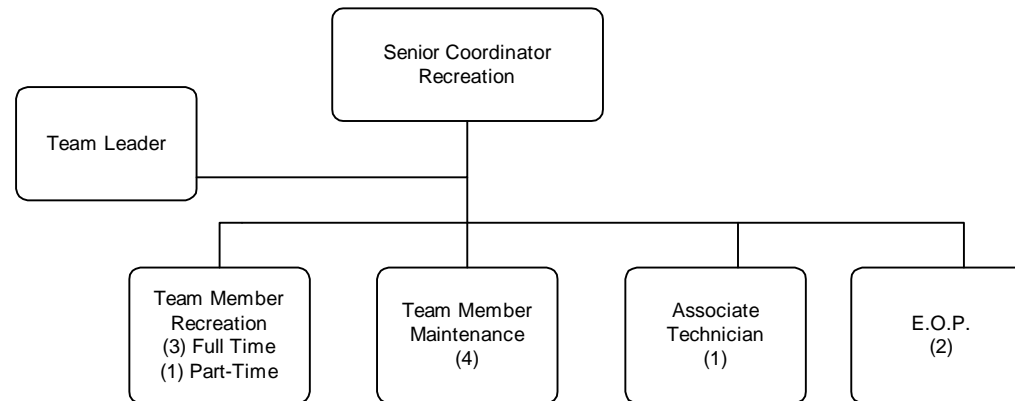 Senior Coordinator
Recreation
Team Leader
Team Member
Recreation
(3) Full Time
(1) Part-Time
Team Member
Maintenance
(4)
Associate
Technician
(1)
E.O.P.
(2)